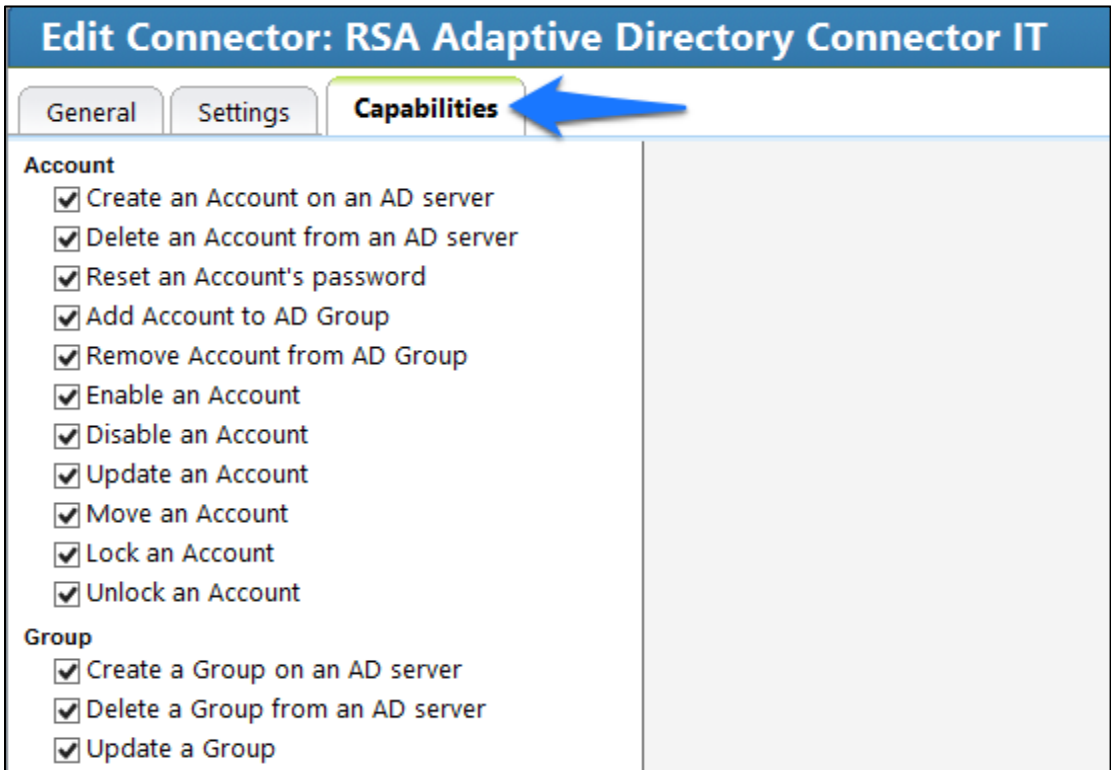 Edit Connector: RSA Adaptive Directory Connector IT
General Settings Capabilities
Account
Create an Account on an AD server
Delete an Account from an AD server
Reset an Account's password
Add Account to AD Group
Remove Account from AD Group
Enable an Account
Disable an Account
Update an Account
Move an Account
Lock an Account
Unlock an Account
Group
Create a Group on an AD server
Delete a Group from an AD server
Update a Group